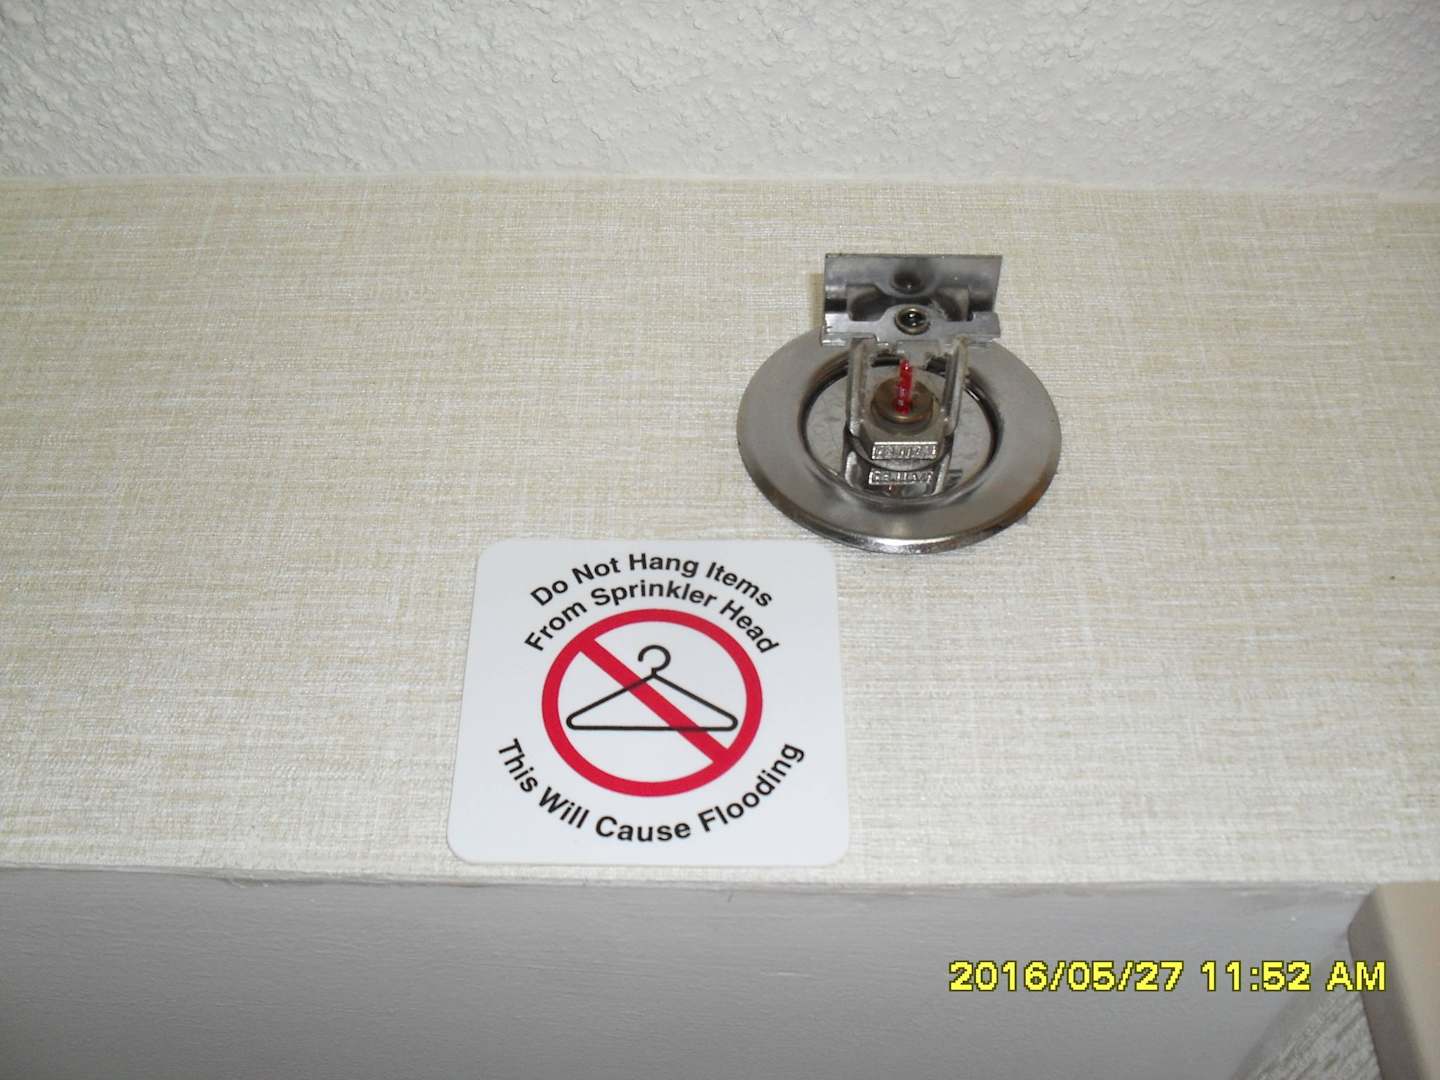 Do Not Hang Items
From Sprinkler Head
This Will Cause Flooding
2016/05/27 11:52 AM